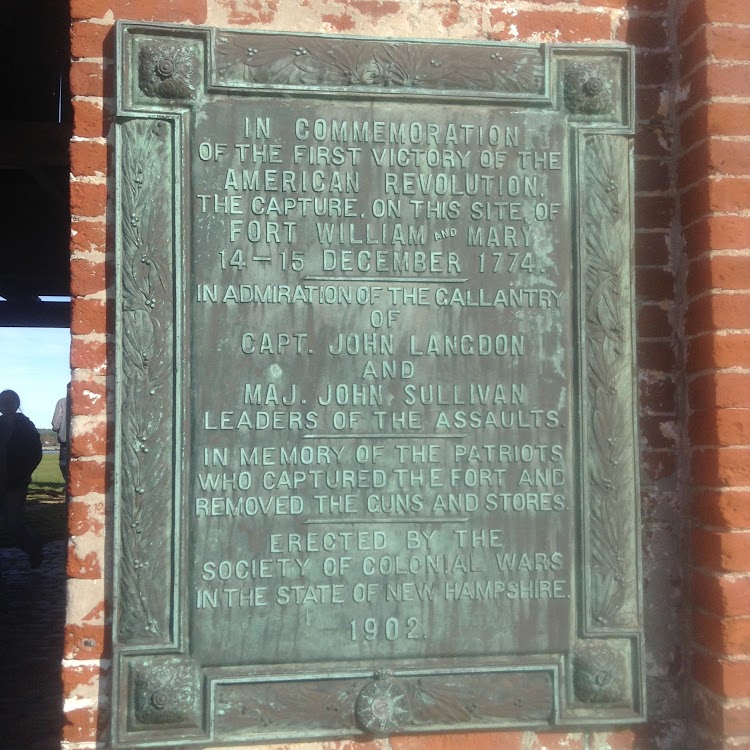 IN COMMEMORATION
OF THE FIRST VICTORY OF THE
AMERICAN REVOLUTION.
THE CAPTURE, ON THIS SITE, OF
FORT WILLIAM AND MARY
14–15 DECEMBER 1774.
IN ADMIRATION OF THE GALLANTRY
OF
CAPT. JOHN LANGDON
AND
MAJ. JOHN SULLIVAN
LEADERS OF THE ASSAULTS.
IN MEMORY OF THE PATRIOTS
WHO CAPTURED THE FORT AND
REMOVED THE GUNS AND STORES.
ERECTED BY THE
SOCIETY OF COLONIAL WARS
IN THE STATE OF NEW HAMPSHIRE.
1902.